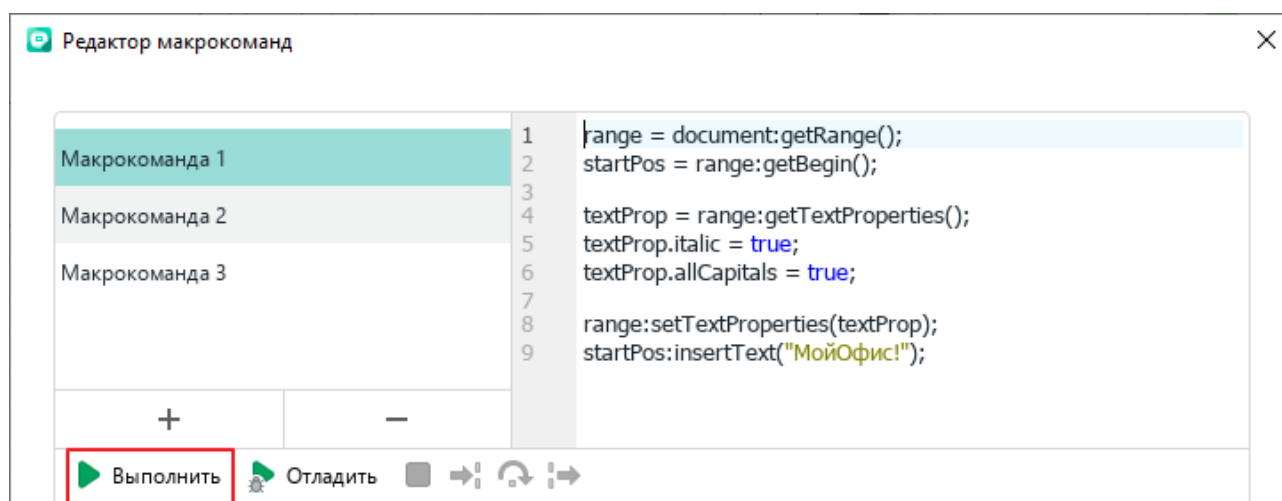 Редактор макрокоманд
Макрокоманда 1
Макрокоманда 2
Макрокоманда 3
+ −
1 range = document:getRange();
2 startPos = range:getBegin();
3
4 textProp = range:getTextProperties();
5 textProp.italic = true;
6 textProp.allCapitals = true;
7
8 range:setTextProperties(textProp);
9 startPos:insertText("МойОфис!");
Выполнить Отладить